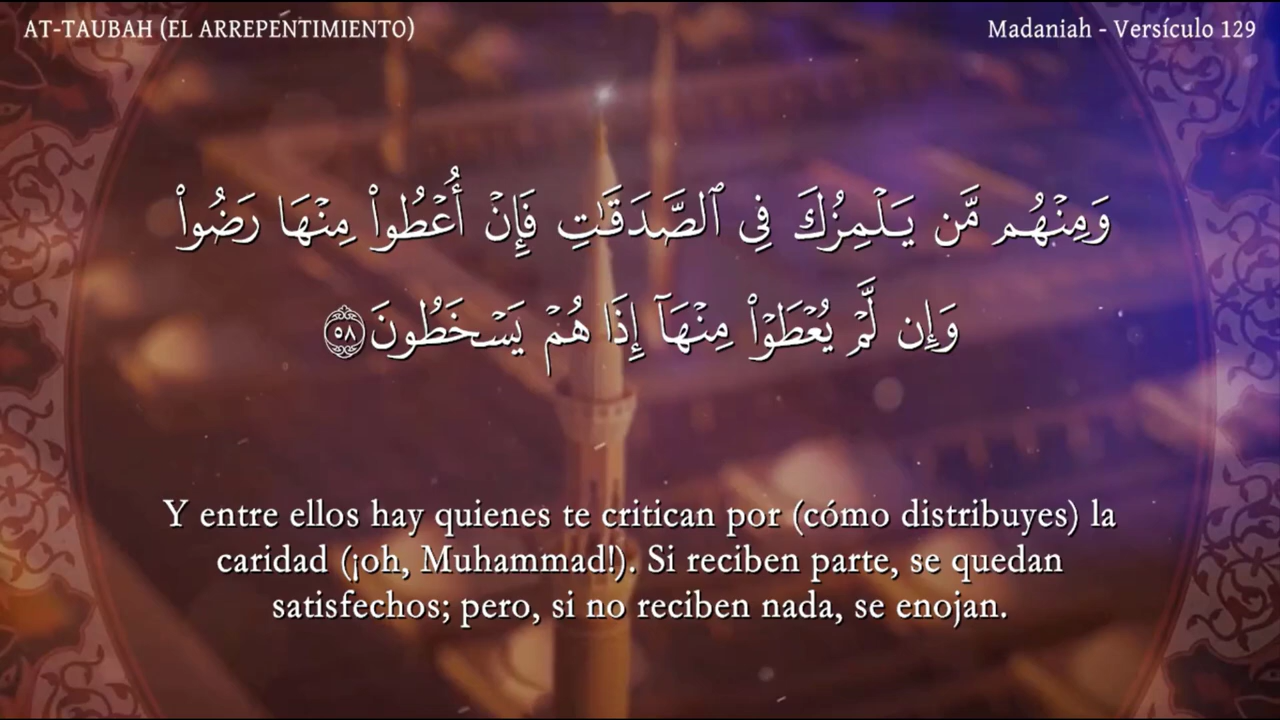 AT-TAUBAH (EL ARREPENTIMIENTO)
Madaniah - Versículo 129
وَمِنْهُم مَّن يَلْمِزُكَ فِى ٱلصَّدَقَـٰتِ فَإِنْ أُعْطُوا۟ مِنْهَا رَضُوا۟
وَإِن لَّمْ يُعْطَوْا۟ مِنْهَآ إِذَا هُمْ يَسْخَطُونَ ٥٨
Y entre ellos hay quienes te critican por (cómo distribuyes) la
caridad (¡oh, Muhammad!). Si reciben parte, se quedan
satisfechos; pero, si no reciben nada, se enojan.